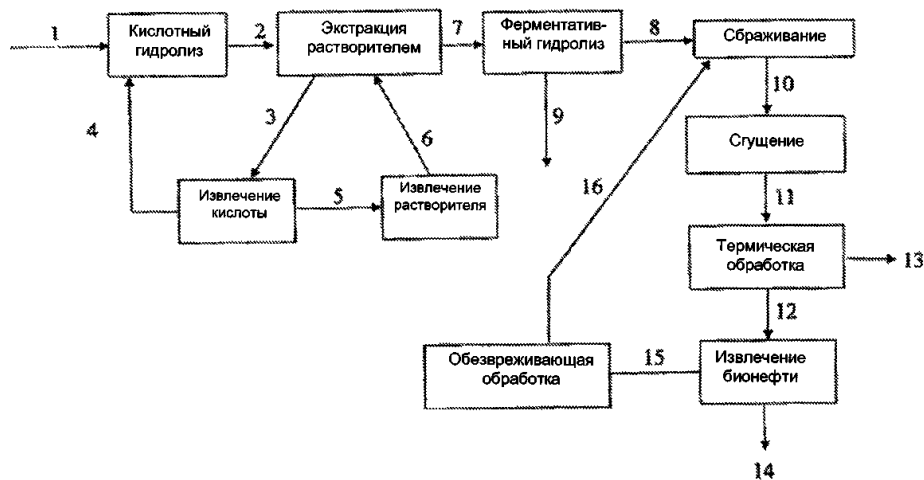 1
Кислотный
гидролиз
2
Экстракция
растворителем
7
Ферментатив-
ный гидролиз
8
Сбраживание
4
3
6
9
10
Сгущение
Извлечение
кислоты
5
Извлечение
растворителя
16
11
Термическая
обработка
13
12
Обезвреживающая
обработка
15
Извлечение
бионефти
14